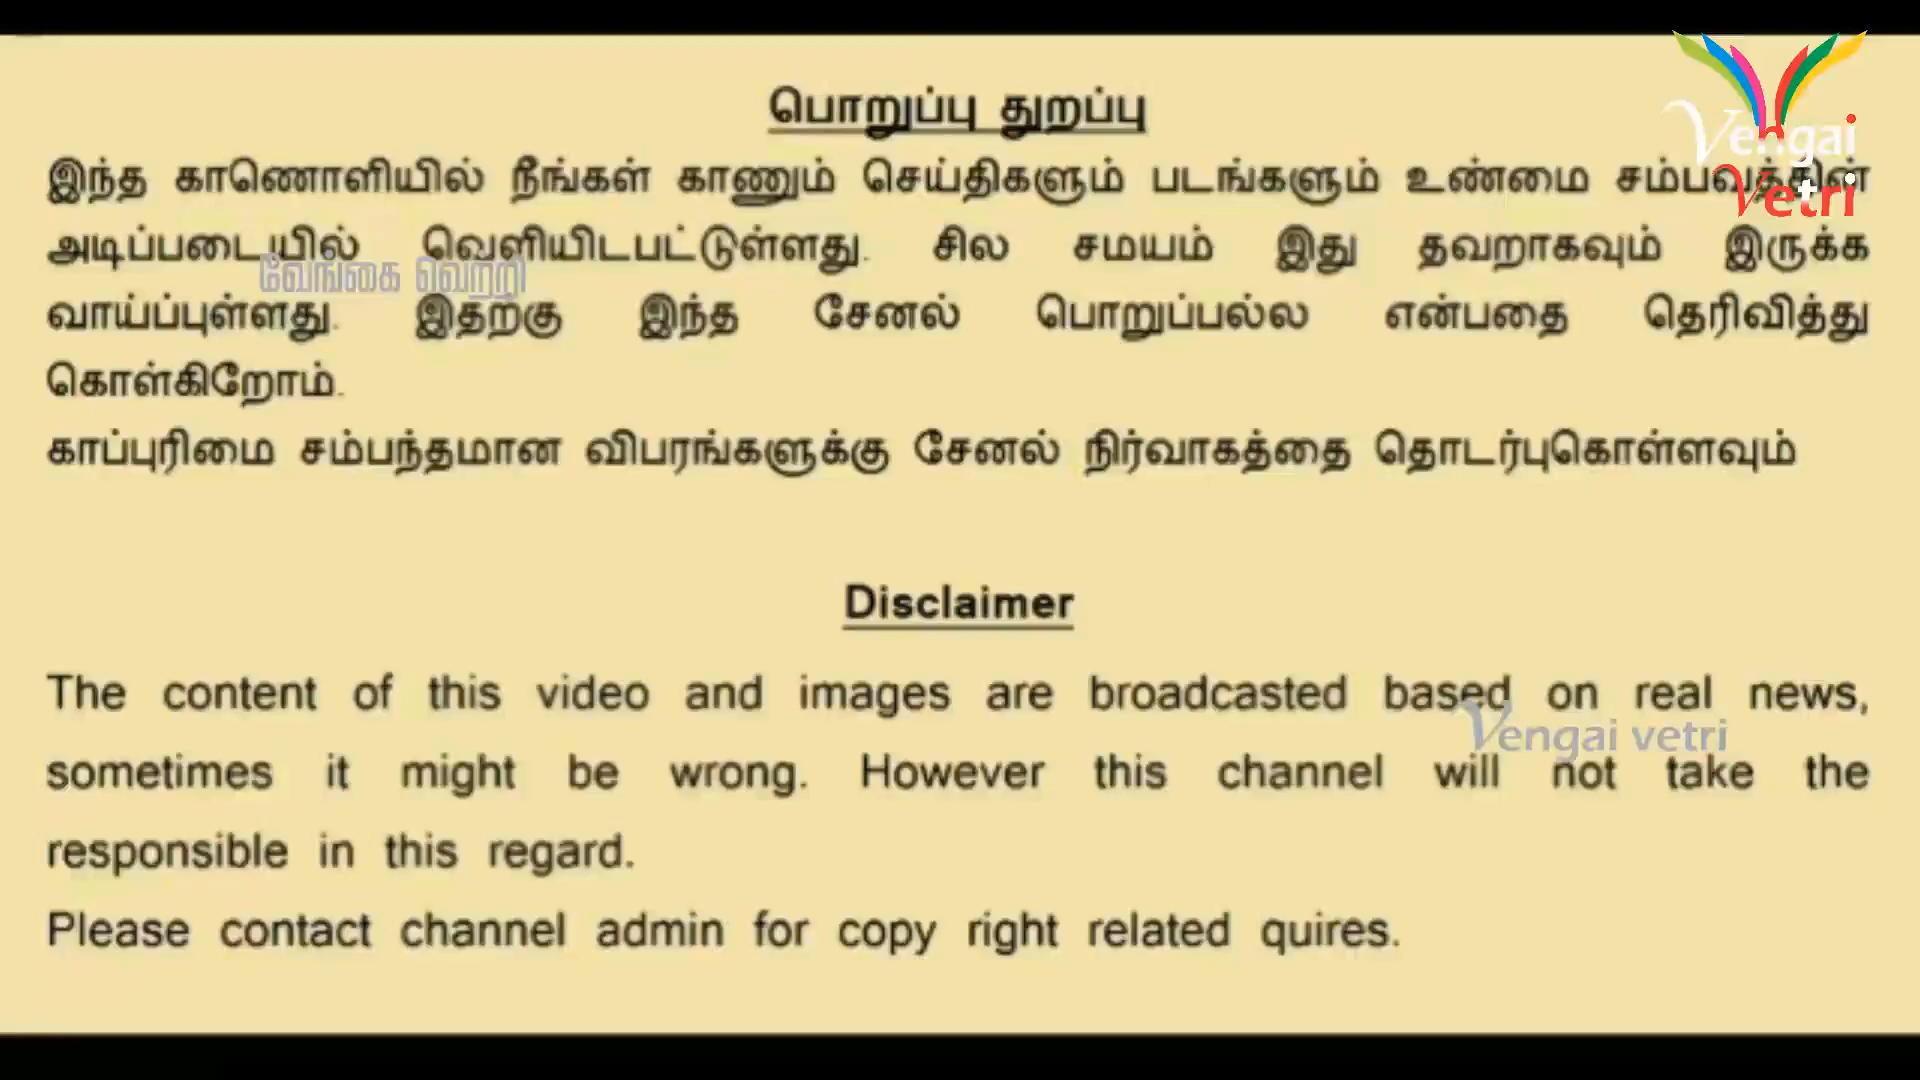 பொறுப்பு துறப்பு
இந்த காணொளியில் நீங்கள் காணும் செய்திகளும் படங்களும் உண்மை சம்பவத்தின்
அடிப்படையில் வெளியிடபட்டுள்ளது. சில சமயம் இது தவறாகவும் இருக்க
வாய்ப்புள்ளது. இதற்கு இந்த சேனல் பொறுப்பல்ல என்பதை தெரிவித்து
கொள்கிறோம்.
காப்புரிமை சம்பந்தமான விபரங்களுக்கு சேனல் நிர்வாகத்தை தொடர்புகொள்ளவும்
Disclaimer
The content of this video and images are broadcasted based on real news,
sometimes it might be wrong. However this channel will not take the
responsible in this regard.
Please contact channel admin for copy right related quires.
Vengai
Vetri
வேங்கை வெற்றி
Vengai vetri